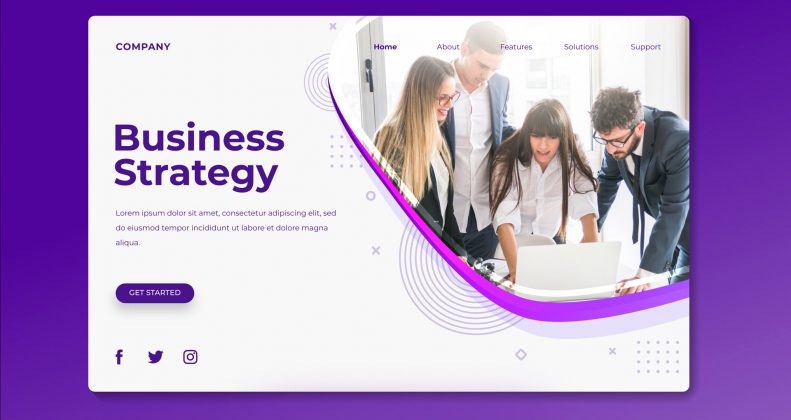 COMPANY
Home About Features Solutions Support
Business
Strategy
Lorem ipsum dolor sit amet, consectetur adipiscing elit, sed
do eiusmod tempor incididunt ut labore et dolore magna
aliqua.
GET STARTED